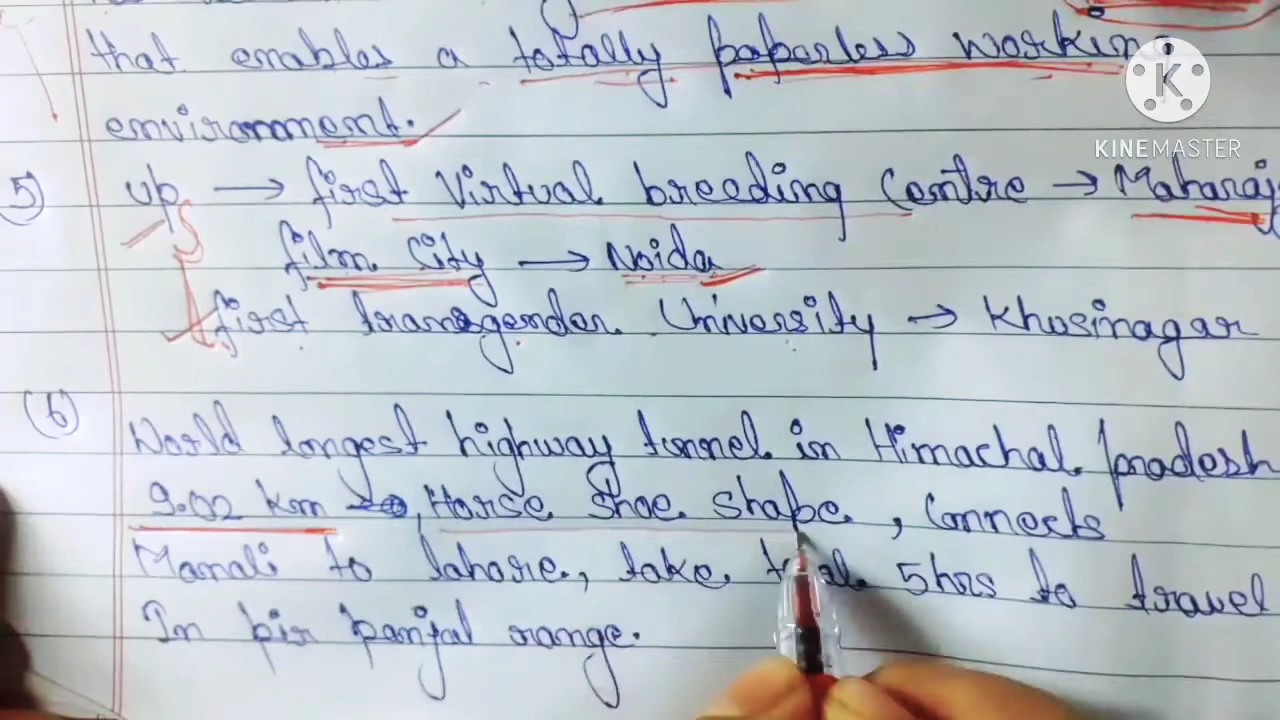 that enables a totally paperless working
environment.
5) up → first Virtual breeding Centre → Maharaj
film City → Noida
first transgender University → Khusinagar
(6)
World longest highway tunnel in Himachal pradesh
9.02 km , Horse Shoe Shape , Connects
Manali to lahore, take total 5hrs to travel
In pir panjal range.
K
KINEMASTER